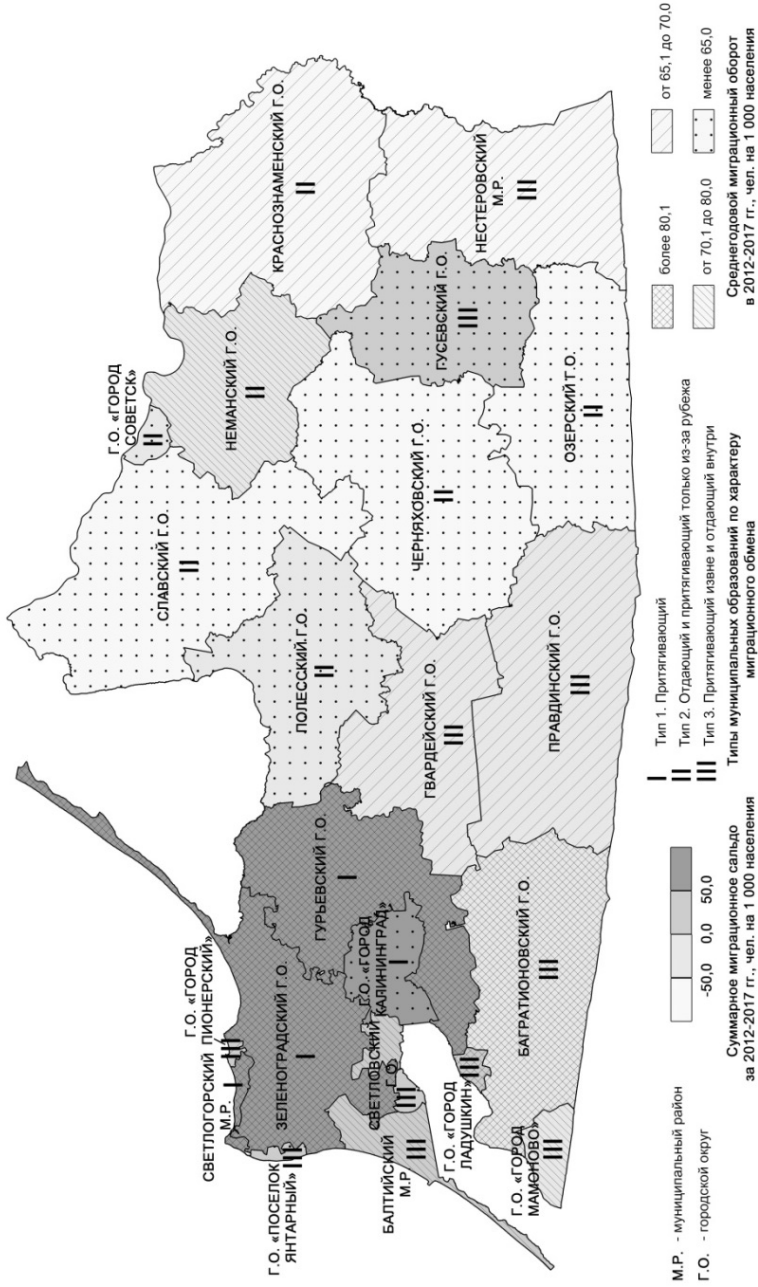 Г.О. «ГОРОД
ПИОНЕРСКИЙ»
СВЕТЛОГОРСКИЙ
М.Р.
I
III
Г.О. «ПОСЕЛОК
ЯНТАРНЫЙ»
III
ЗЕЛЕНОГРАДСКИЙ Г.О.
I
ГУРЬЕВСКИЙ Г.О.
I
Г.О. «ГОРОД
КАЛИНИНГРАД»
I
СВЕТЛОВСКИЙ
Г.О.
III
БАЛТИЙСКИЙ
М.Р.
III
Г.О. «ГОРОД
ЛАДУШКИН»
III
Г.О. «ГОРОД
МАМОНОВО»
III
БАГРАТИОНОВСКИЙ Г.О.
III
СЛАВСКИЙ Г.О.
II
Г.О. «ГОРОД
СОВЕТСК»
II
НЕМАНСКИЙ Г.О.
II
КРАСНОЗНАМЕНСКИЙ Г.О.
II
ПОЛЕССКИЙ Г.О.
II
ГВАРДЕЙСКИЙ Г.О.
III
ЧЕРНЯХОВСКИЙ Г.О.
II
ГУСЕВСКИЙ Г.О.
III
НЕСТЕРОВСКИЙ
М.Р.
III
ПРАВДИНСКИЙ Г.О.
III
ОЗЕРСКИЙ Г.О.
II
М.Р. - муниципальный район
Г.О. - городской округ
-50,0 0,0 50,0
Суммарное миграционное сальдо
за 2012-2017 гг., чел. на 1 000 населения
I Тип 1. Притягивающий
II Тип 2. Отдающий и притягивающий только из-за рубежа
III Тип 3. Притягивающий извне и отдающий внутри
Типы муниципальных образований по характеру
миграционного обмена
более 80,1
от 65,1 до 70,0
от 70,1 до 80,0
менее 65,0
Среднегодовой миграционный оборот
в 2012-2017 гг., чел. на 1 000 населения